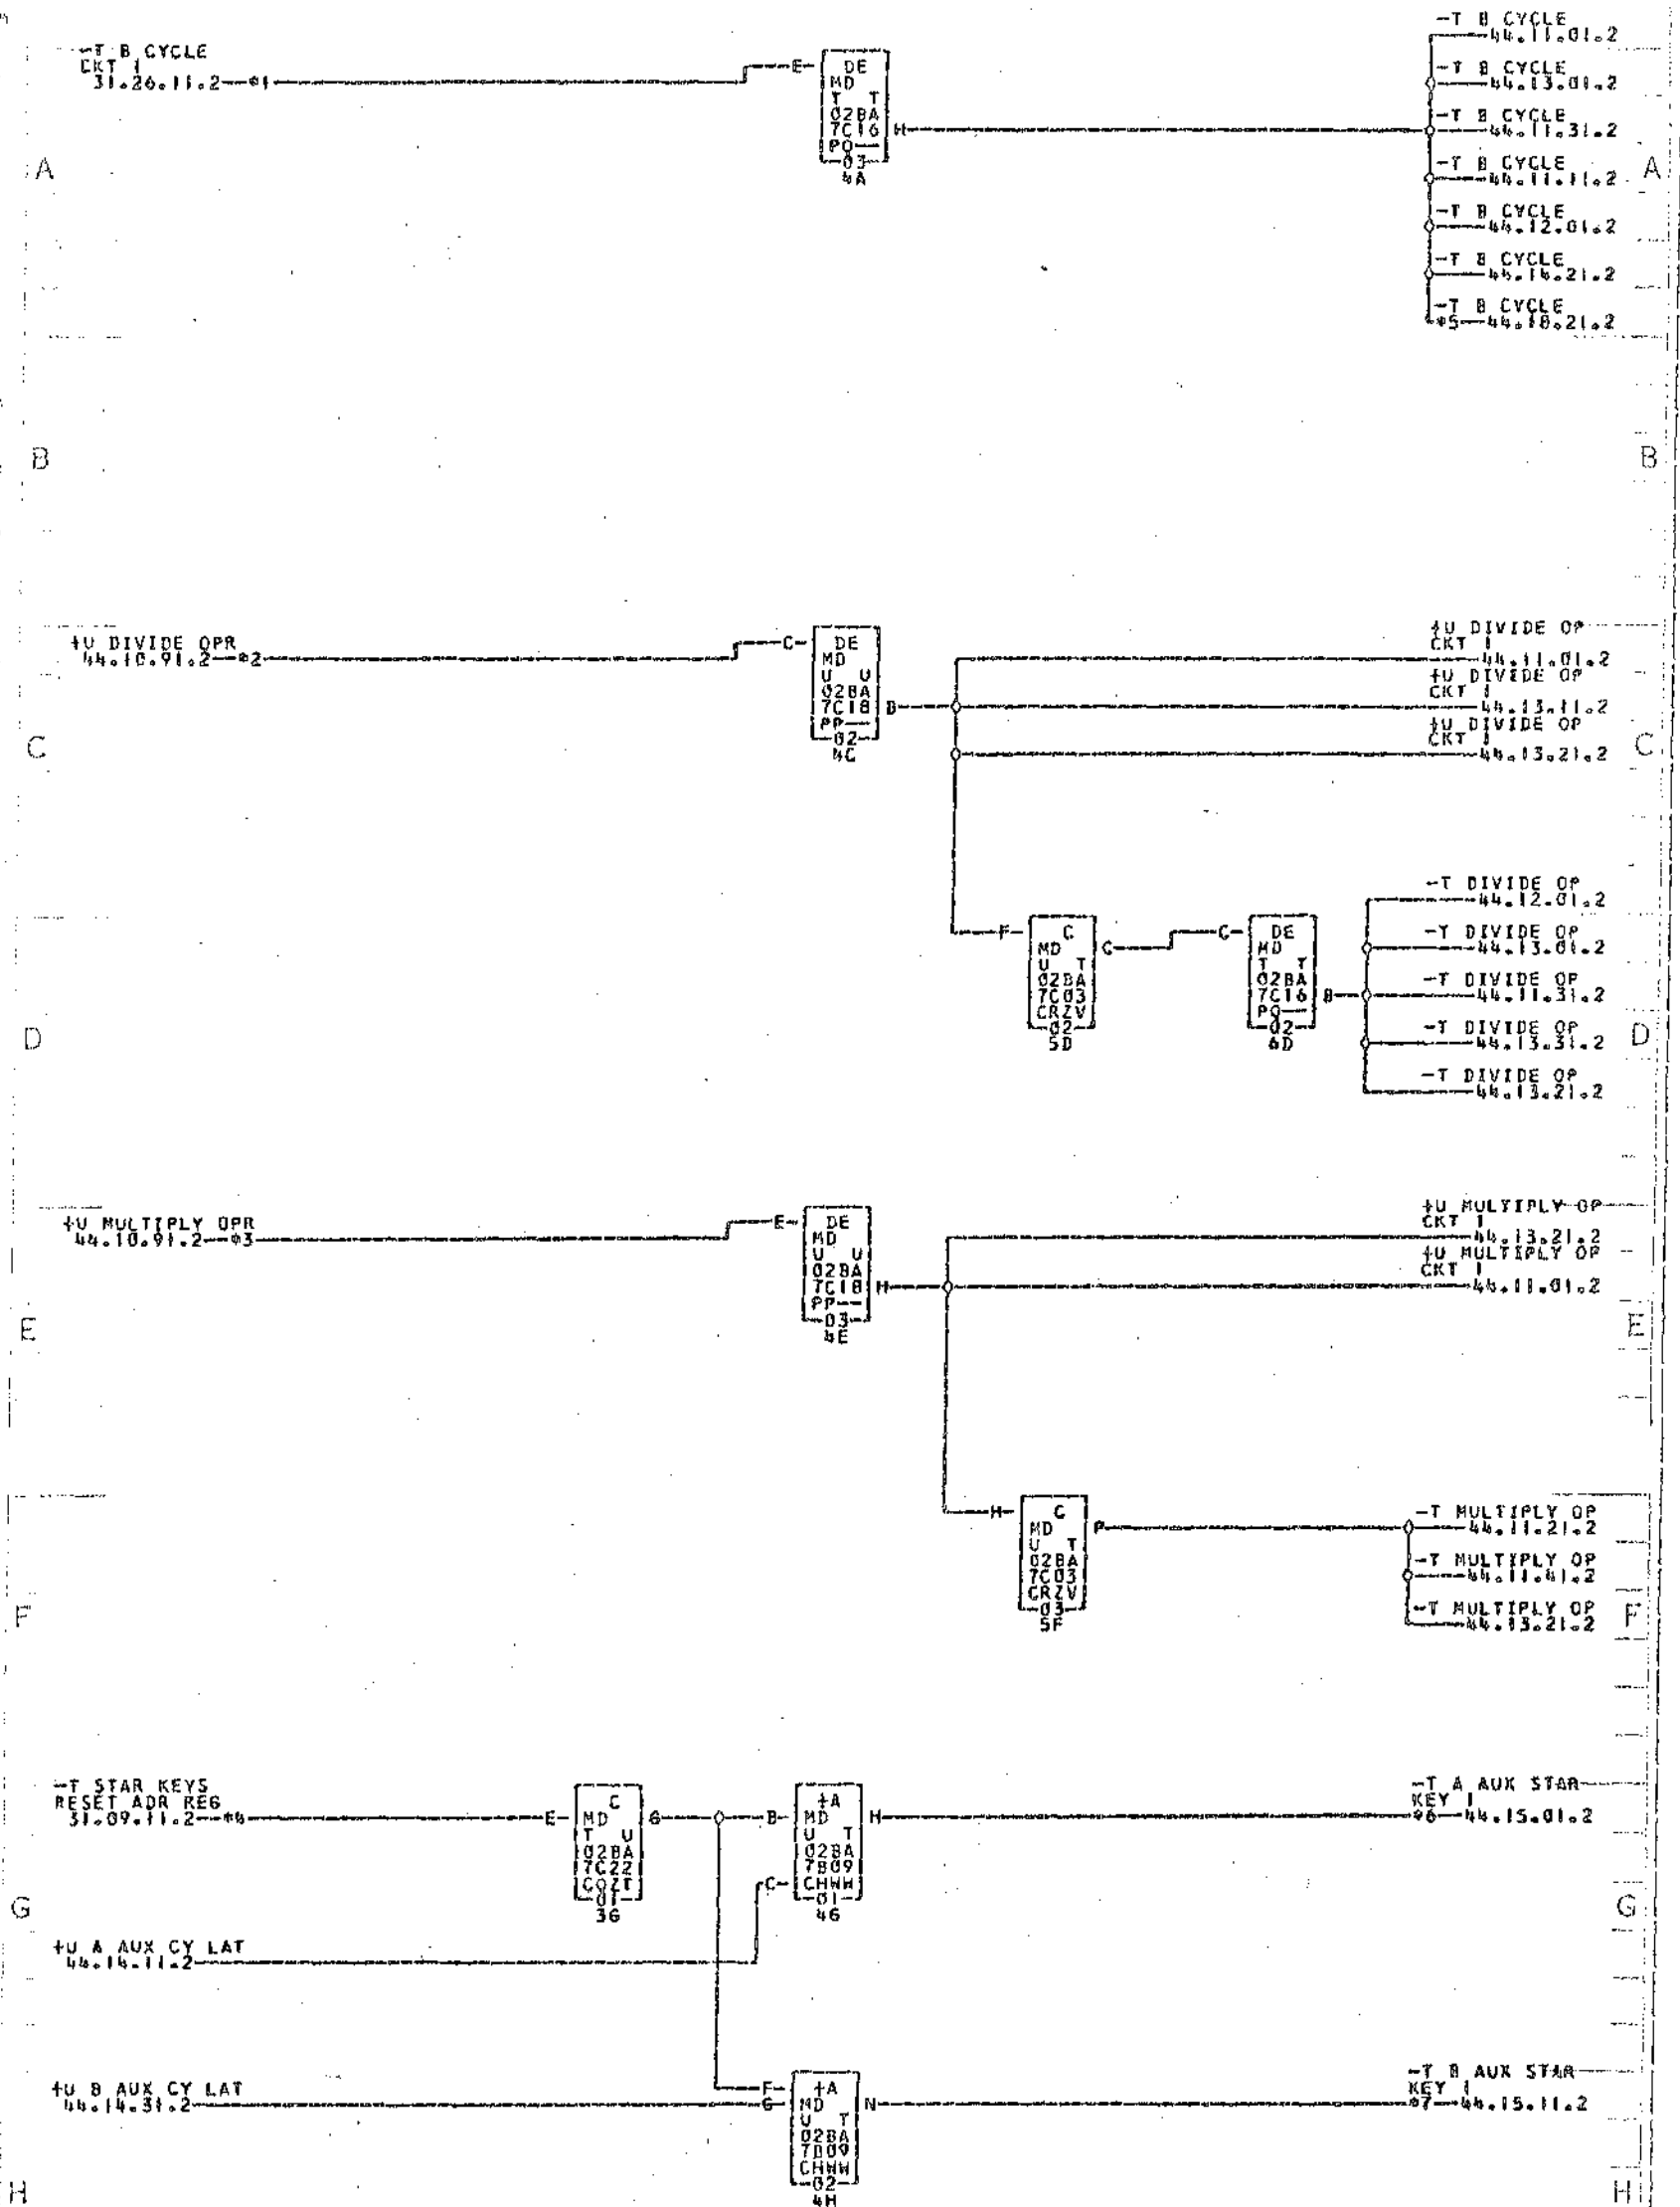 -T B CYCLE
CKT 1
31.26.11.2—*1
E
DE
MD
T T
02BA
7C16
PQ——
03
4A
H
-T B CYCLE
44.11.01.2
-T B CYCLE
44.13.01.2
-T B CYCLE
44.11.31.2
-T B CYCLE
44.11.11.2
-T B CYCLE
44.12.01.2
-T B CYCLE
44.14.21.2
-T B CYCLE
*5—44.18.21.2
A
A
B
B
+U DIVIDE OPR
44.10.91.2—*2
C
DE
MD
U U
02BA
7C18
PP——
02
4C
B
+U DIVIDE OP
CKT 1
44.11.01.2
+U DIVIDE OP
CKT 1
44.13.11.2
+U DIVIDE OP
CKT 1
44.13.21.2
C
C
F
C
MD
U T
02BA
7C03
CRZV
02
5D
C
C
DE
MD
T T
02BA
7C16
PQ——
02
6D
B
-T DIVIDE OP
44.12.01.2
-T DIVIDE OP
44.13.01.2
-T DIVIDE OP
44.11.31.2
-T DIVIDE OP
44.13.31.2
-T DIVIDE OP
44.13.21.2
D
D
+U MULTIPLY OPR
44.10.91.2—*3
E
DE
MD
U U
02BA
7C18
PP——
03
4E
H
+U MULTIPLY OP
CKT 1
44.13.21.2
+U MULTIPLY OP
CKT 1
44.11.01.2
E
E
H
C
MD
U T
02BA
7C03
CRZV
03
5F
P
-T MULTIPLY OP
44.11.21.2
-T MULTIPLY OP
44.11.41.2
-T MULTIPLY OP
44.13.21.2
F
F
-T STAR KEYS
RESET ADR REG
31.09.11.2—*4
E
C
MD
T U
02BA
7C22
CQZT
01
3G
G
B
C
+A
MD
U T
02BA
7B09
CHWW
01
4G
H
-T A AUX STAR
KEY 1
*6—44.15.01.2
G
G
+U A AUX CY LAT
44.14.11.2
+U B AUX CY LAT
44.14.31.2
F
G
+A
MD
U T
02BA
7B09
CHWW
02
4H
N
-T B AUX STAR
KEY 1
*7—44.15.11.2
H
H